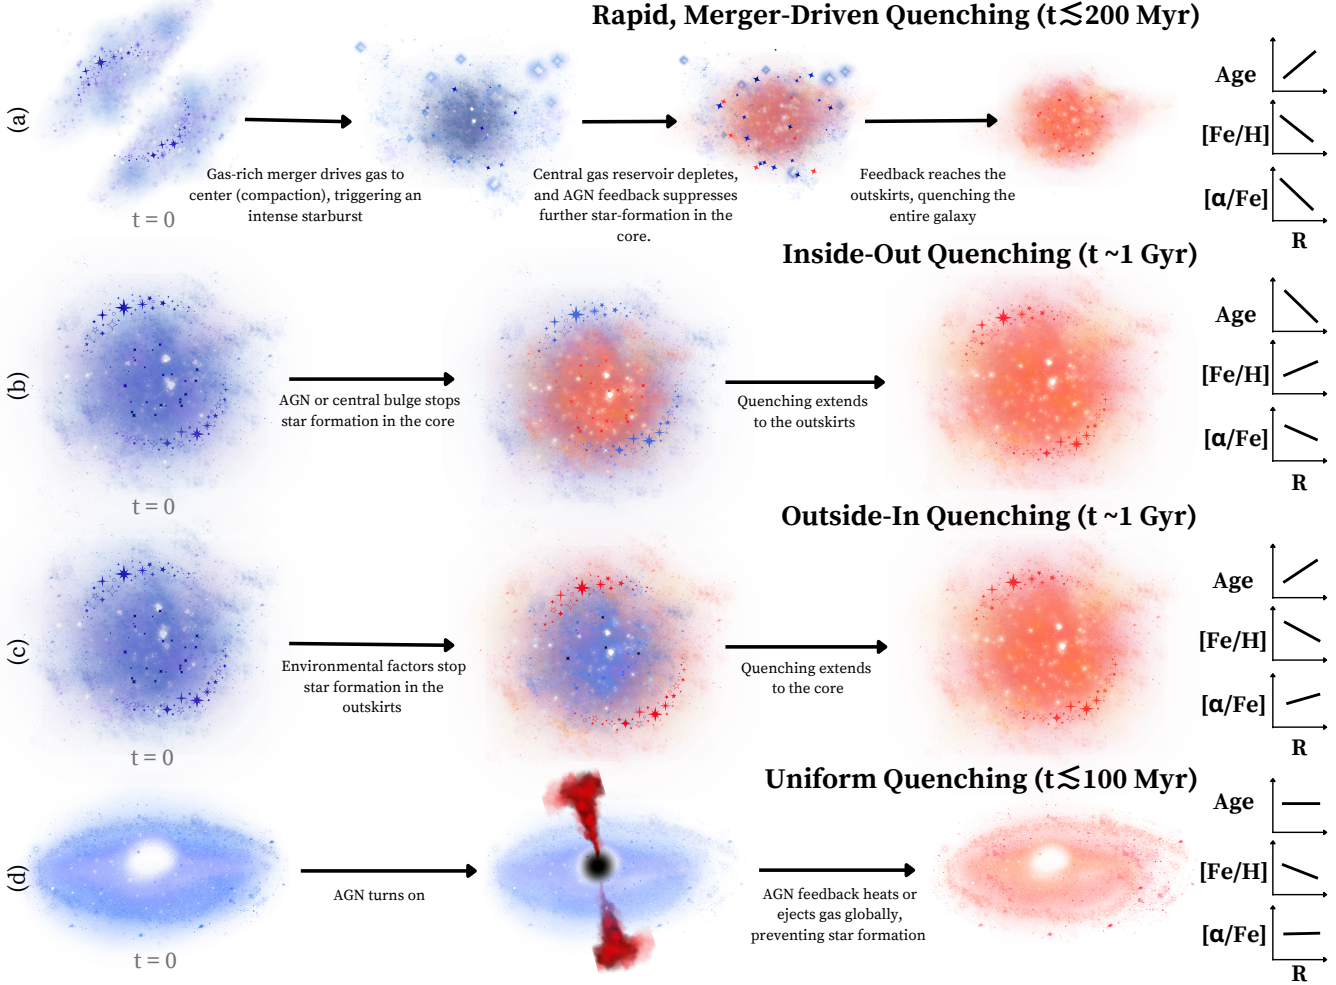 Rapid, Merger-Driven Quenching (t≲200 Myr)
(a)
Gas-rich merger drives gas to
center (compaction), triggering an
intense starburst
Central gas reservoir depletes,
and AGN feedback suppresses
further star-formation in the
core.
Feedback reaches the
outskirts, quenching the
entire galaxy
t = 0
Age
[Fe/H]
[α/Fe]
R
Inside-Out Quenching (t ~1 Gyr)
(b)
AGN or central bulge stops
star formation in the core
Quenching extends
to the outskirts
t = 0
Age
[Fe/H]
[α/Fe]
R
Outside-In Quenching (t ~1 Gyr)
(c)
Environmental factors stop
star formation in the
outskirts
Quenching extends
to the core
t = 0
Age
[Fe/H]
[α/Fe]
R
Uniform Quenching (t≲100 Myr)
(d)
AGN turns on
AGN feedback heats or
ejects gas globally,
preventing star formation
t = 0
Age
[Fe/H]
[α/Fe]
R